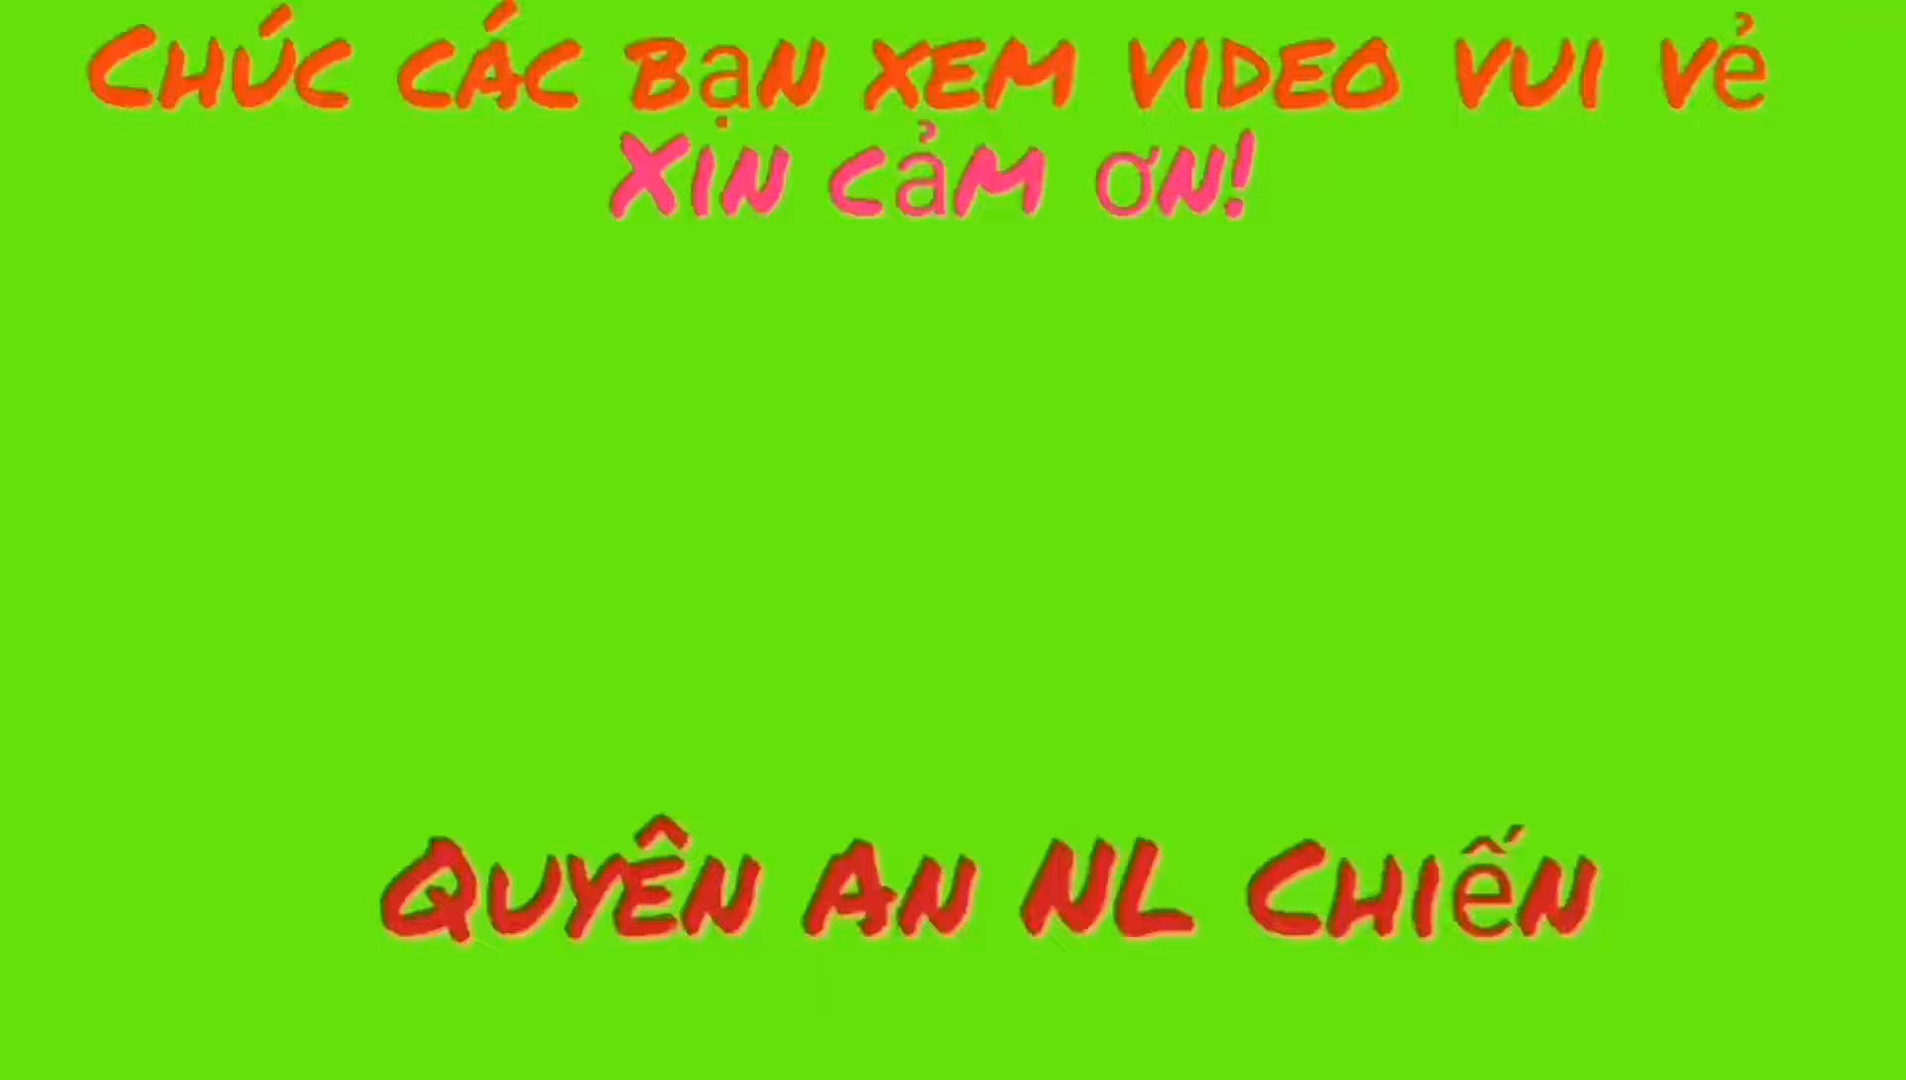 Chúc các bạn xem video vui vẻ
Xin cảm ơn!
Quyên An NL Chiến